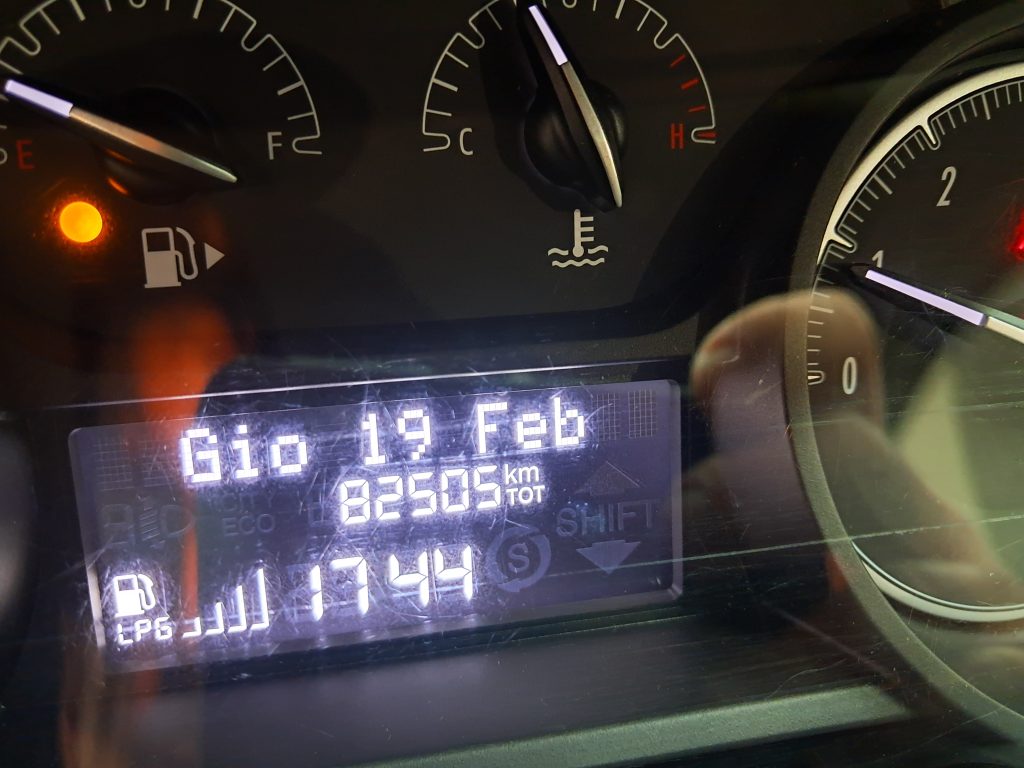 E F
C H
2
1
0
Gio 19 Feb
82505 km TOT
ECO
SHIFT
S
LPG 17 44